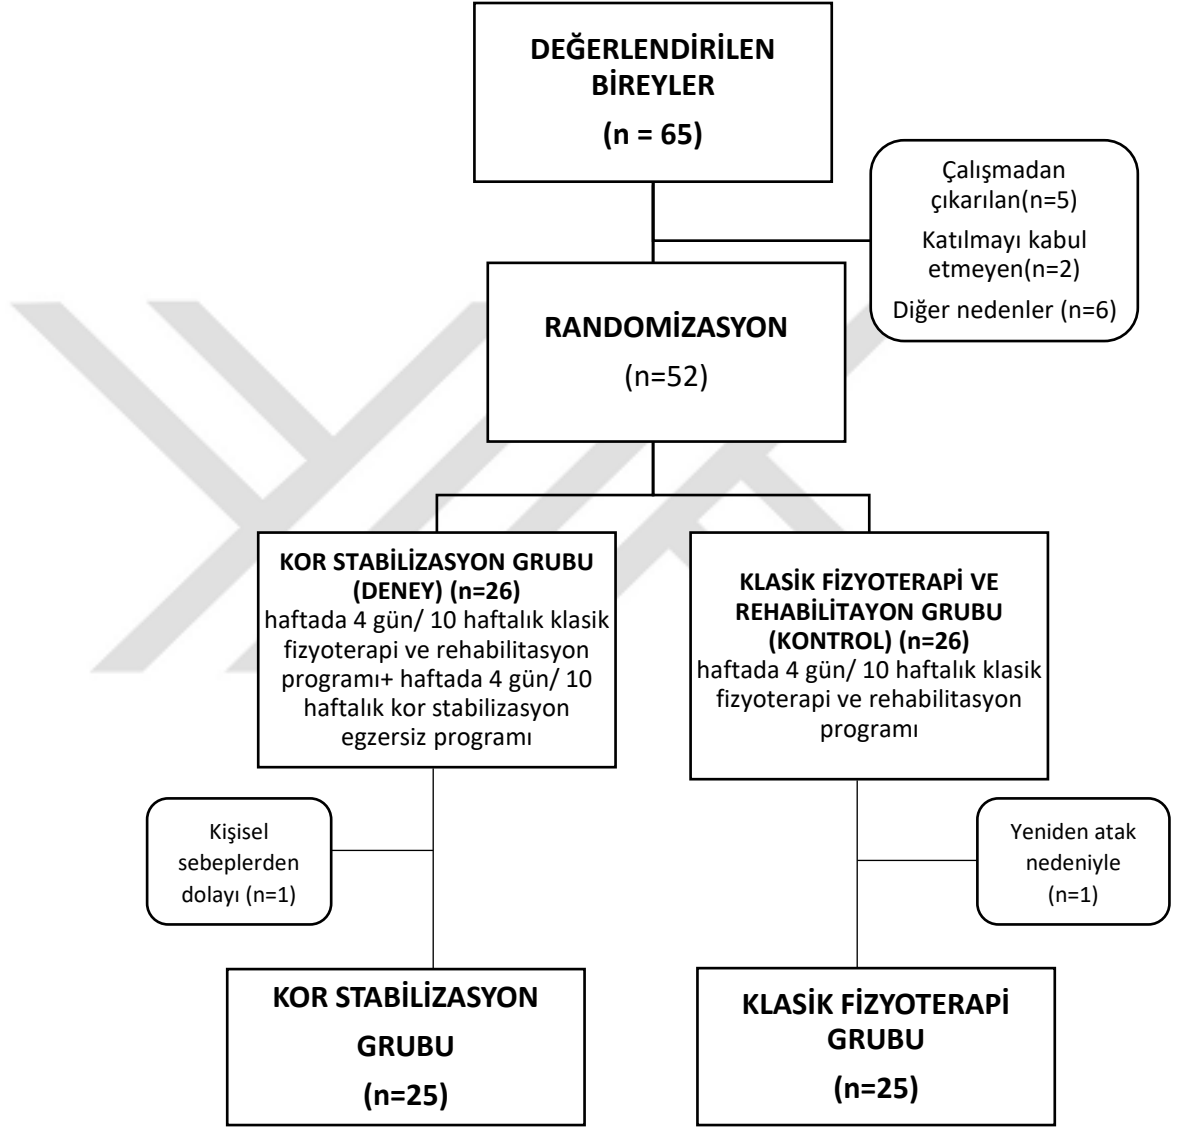 DEĞERLENDİRİLEN
BİREYLER
(n = 65)
Çalışmadan
çıkarılan(n=5)
Katılmayı kabul
etmeyen(n=2)
Diğer nedenler (n=6)
RANDOMİZASYON
(n=52)
KOR STABİLİZASYON GRUBU
(DENEY) (n=26)
haftada 4 gün/ 10 haftalık klasik
fizyoterapi ve rehabilitasyon
programı+ haftada 4 gün/ 10
haftalık kor stabilizasyon
egzersiz programı
KLASİK FİZYOTERAPİ VE
REHABİLİTAYON GRUBU
(KONTROL) (n=26)
haftada 4 gün/ 10 haftalık klasik
fizyoterapi ve rehabilitasyon
programı
Kişisel
sebeplerden
dolayı (n=1)
Yeniden atak
nedeniyle
(n=1)
KOR STABİLİZASYON
GRUBU
(n=25)
KLASİK FİZYOTERAPİ
GRUBU
(n=25)